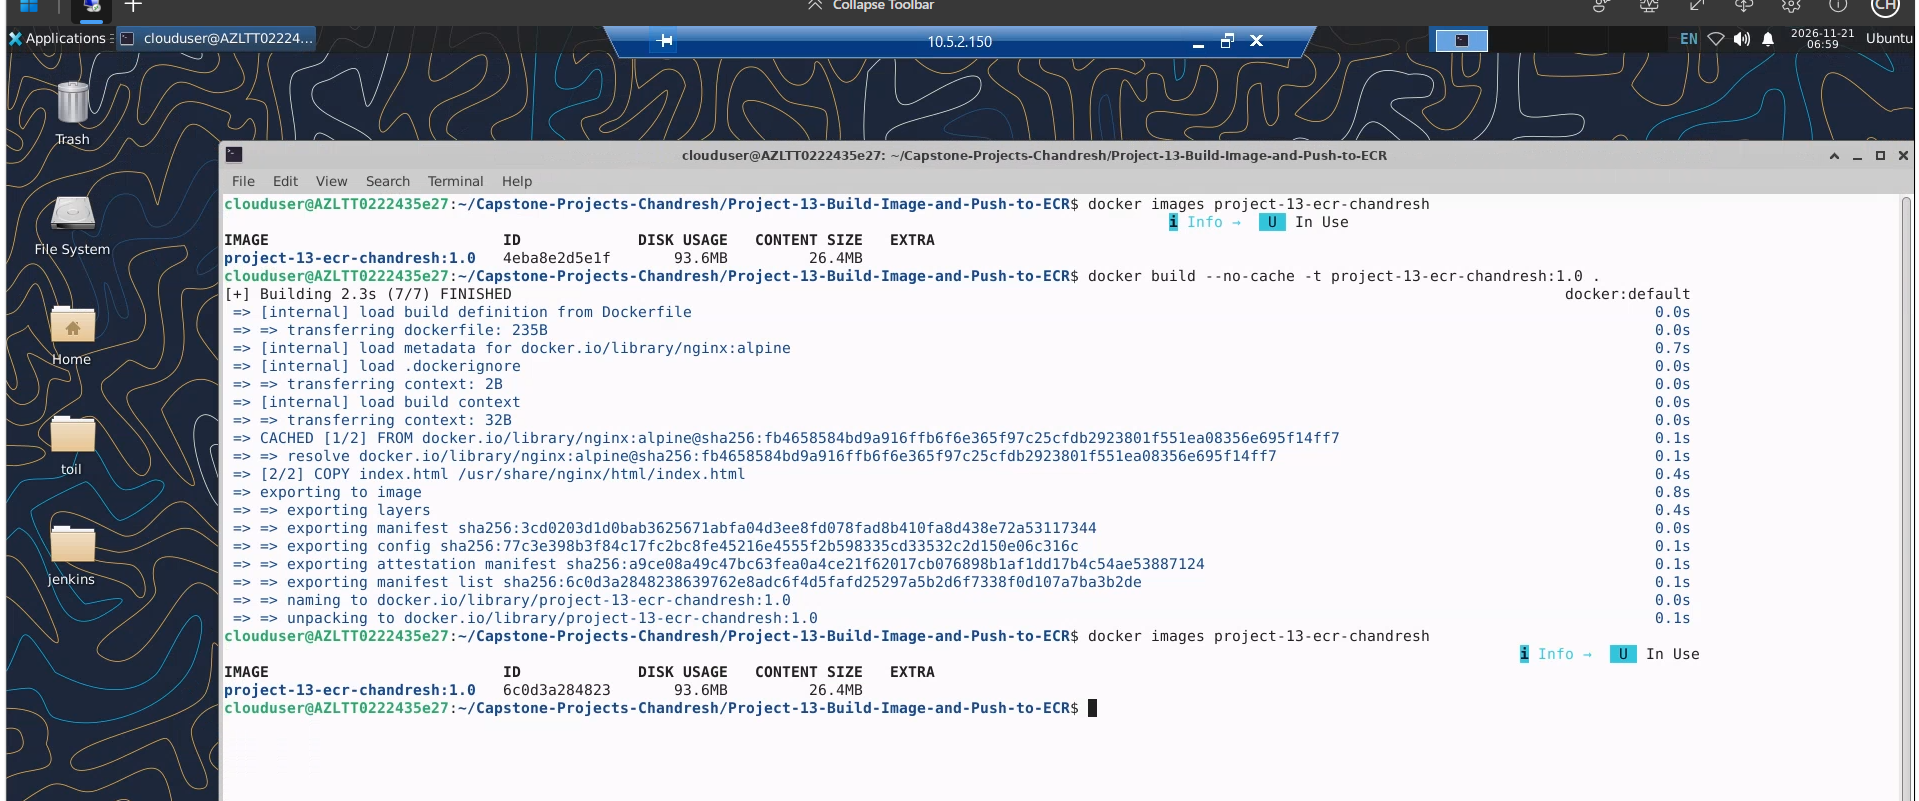 Collapse Toolbar
CH
Applications
clouduser@AZLTT02224...
10.5.2.150
EN
2026-11-21
06:59
Ubuntu
Trash
File System
Home
toil
jenkins
clouduser@AZLTT0222435e27: ~/Capstone-Projects-Chandresh/Project-13-Build-Image-and-Push-to-ECR
File Edit View Search Terminal Help
clouduser@AZLTT0222435e27:~/Capstone-Projects-Chandresh/Project-13-Build-Image-and-Push-to-ECR$ docker images project-13-ecr-chandresh
i Info → U In Use
IMAGE ID DISK USAGE CONTENT SIZE EXTRA
project-13-ecr-chandresh:1.0 4eba8e2d5e1f 93.6MB 26.4MB
clouduser@AZLTT0222435e27:~/Capstone-Projects-Chandresh/Project-13-Build-Image-and-Push-to-ECR$ docker build --no-cache -t project-13-ecr-chandresh:1.0 .
[+] Building 2.3s (7/7) FINISHED docker:default
=> [internal] load build definition from Dockerfile 0.0s
=> => transferring dockerfile: 235B 0.0s
=> [internal] load metadata for docker.io/library/nginx:alpine 0.7s
=> [internal] load .dockerignore 0.0s
=> => transferring context: 2B 0.0s
=> [internal] load build context 0.0s
=> => transferring context: 32B 0.0s
=> CACHED [1/2] FROM docker.io/library/nginx:alpine@sha256:fb4658584bd9a916ffb6f6e365f97c25cfdb2923801f551ea08356e695f14ff7 0.1s
=> => resolve docker.io/library/nginx:alpine@sha256:fb4658584bd9a916ffb6f6e365f97c25cfdb2923801f551ea08356e695f14ff7 0.1s
=> [2/2] COPY index.html /usr/share/nginx/html/index.html 0.4s
=> exporting to image 0.8s
=> => exporting layers 0.4s
=> => exporting manifest sha256:3cd0203d1d0bab3625671abfa04d3ee8fd078fad8b410fa8d438e72a53117344 0.0s
=> => exporting config sha256:77c3e398b3f84c17fc2bc8fe45216e4555f2b598335cd33532c2d150e06c316c 0.1s
=> => exporting attestation manifest sha256:a9ce08a49c47bc63fea0a4ce21f62017cb076898b1af1dd17b4c54ae53887124 0.1s
=> => exporting manifest list sha256:6c0d3a2848238639762e8adc6f4d5fafd25297a5b2d6f7338f0d107a7ba3b2de 0.1s
=> => naming to docker.io/library/project-13-ecr-chandresh:1.0 0.0s
=> => unpacking to docker.io/library/project-13-ecr-chandresh:1.0 0.1s
clouduser@AZLTT0222435e27:~/Capstone-Projects-Chandresh/Project-13-Build-Image-and-Push-to-ECR$ docker images project-13-ecr-chandresh
i Info → U In Use
IMAGE ID DISK USAGE CONTENT SIZE EXTRA
project-13-ecr-chandresh:1.0 6c0d3a284823 93.6MB 26.4MB
clouduser@AZLTT0222435e27:~/Capstone-Projects-Chandresh/Project-13-Build-Image-and-Push-to-ECR$